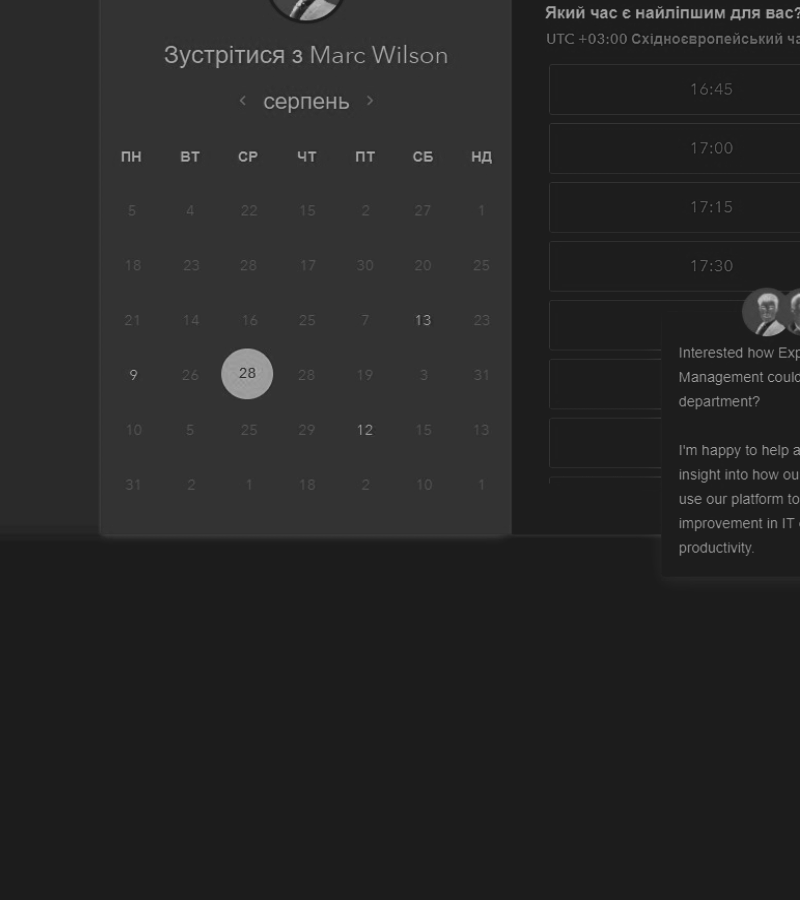 Зустрітися з Marc Wilson
серпень
ПН ВТ СР ЧТ ПТ СБ НД
5 4 22 15 2 27 1
18 23 28 17 30 20 25
21 14 16 25 7 13 23
9 26 28 28 19 3 31
10 5 25 29 12 15 13
31 2 1 18 2 10 1
Який час є найліпшим для вас?
UTC +03:00 Східноєвропейський ча
16:45
17:00
17:15
17:30
Interested how Exp
Management could
department?
I'm happy to help a
insight into how ou
use our platform to
improvement in IT
productivity.